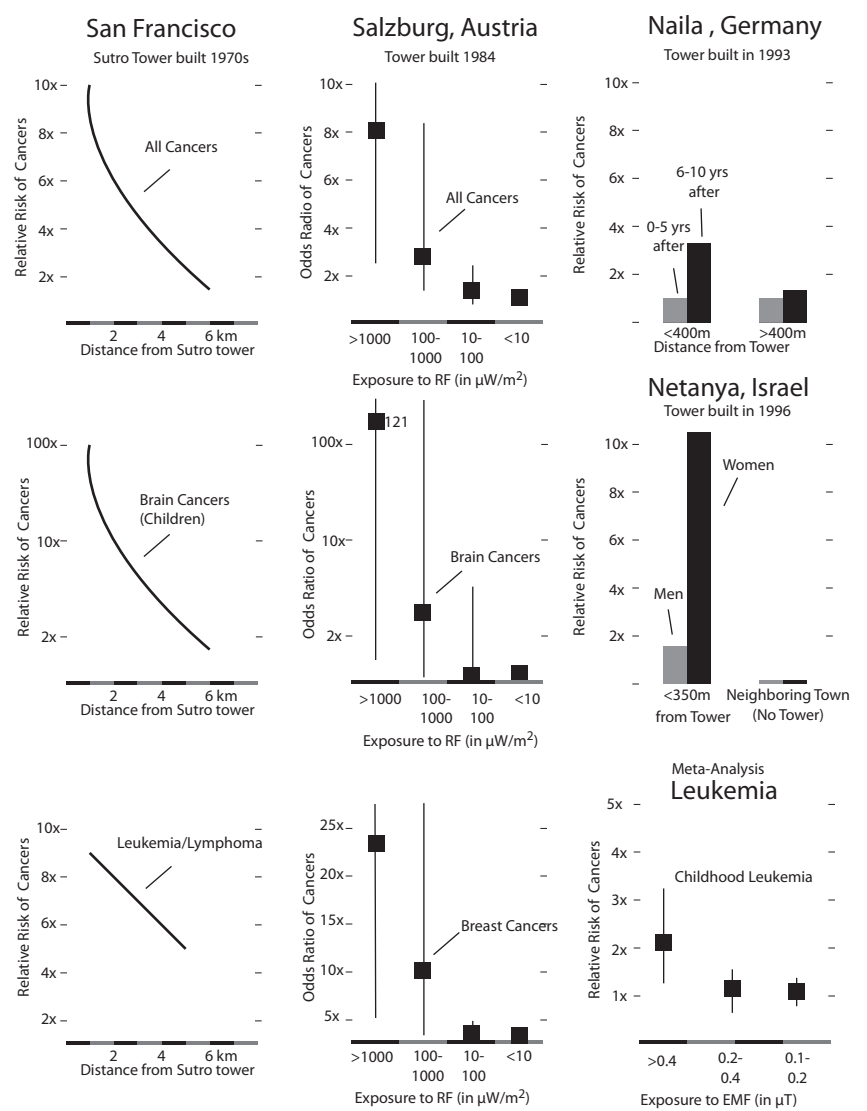 San Francisco
Sutro Tower built 1970s
10x
8x
6x
4x
2x
Relative Risk of Cancers
All Cancers
2 4 6 km
Distance from Sutro tower
Salzburg, Austria
Tower built 1984
10x
8x
6x
4x
2x
Odds Radio of Cancers
All Cancers
>1000 100-1000 10-100 <10
Exposure to RF (in µW/m²)
Naila , Germany
Tower built in 1993
10x
8x
6x
4x
2x
Relative Risk of Cancers
6-10 yrs
after
0-5 yrs
after
<400m >400m
Distance from Tower
100x
10x
2x
Relative Risk of Cancers
Brain Cancers
(Children)
2 4 6 km
Distance from Sutro tower
121
100x
10x
2x
Odds Ratio of Cancers
Brain Cancers
>1000 100-1000 10-100 <10
Exposure to RF (in µW/m²)
Netanya, Israel
Tower built in 1996
10x
8x
6x
4x
2x
Relative Risk of Cancers
Women
Men
<350m Neighboring Town
from Tower (No Tower)
10x
8x
6x
4x
2x
Relative Risk of Cancers
Leukemia/Lymphoma
2 4 6 km
Distance from Sutro tower
25x
20x
15x
10x
5x
Odds Ratio of Cancers
Breast Cancers
>1000 100-1000 10-100 <10
Exposure to RF (in µW/m²)
Meta-Analysis
Leukemia
5x
4x
3x
2x
1x
Relative Risk of Cancers
Childhood Leukemia
>0.4 0.2-0.4 0.1-0.2
Exposure to EMF (in µT)